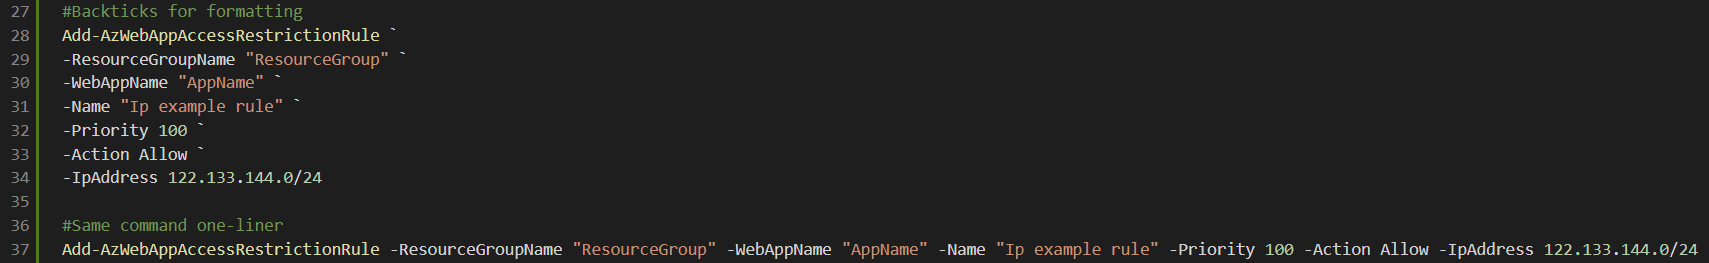 27 #Backticks for formatting
28 Add-AzWebAppAccessRestrictionRule `
29 -ResourceGroupName "ResourceGroup" `
30 -WebAppName "AppName" `
31 -Name "Ip example rule" `
32 -Priority 100 `
33 -Action Allow `
34 -IpAddress 122.133.144.0/24
35
36 #Same command one-liner
37 Add-AzWebAppAccessRestrictionRule -ResourceGroupName "ResourceGroup" -WebAppName "AppName" -Name "Ip example rule" -Priority 100 -Action Allow -IpAddress 122.133.144.0/24